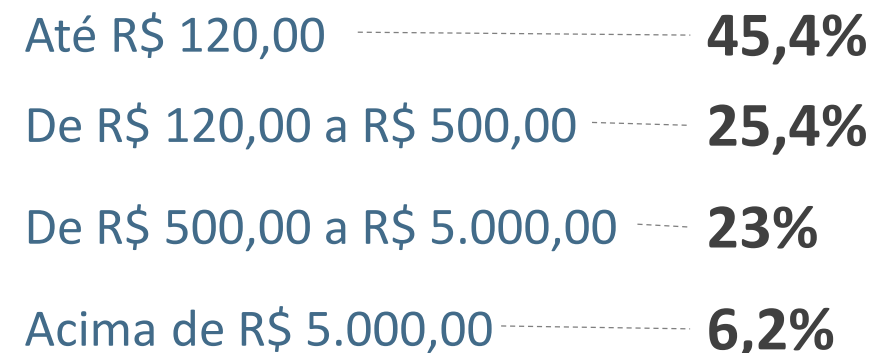 Até R$ 120,00 45,4%
De R$ 120,00 a R$ 500,00 25,4%
De R$ 500,00 a R$ 5.000,00 23%
Acima de R$ 5.000,00 6,2%